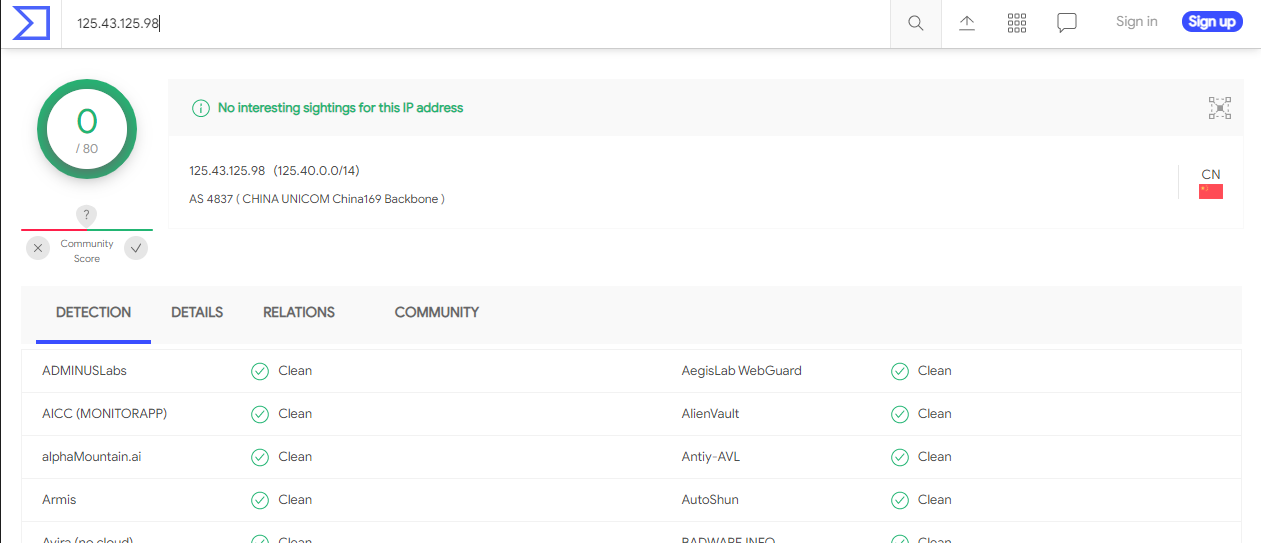 125.43.125.98
Sign in
Sign up
0
/ 80
No interesting sightings for this IP address
125.43.125.98 (125.40.0.0/14)
AS 4837 ( CHINA UNICOM China169 Backbone )
CN
?
Community
Score
DETECTION DETAILS RELATIONS COMMUNITY
ADMINUSLabs Clean AegisLab WebGuard Clean
AICC (MONITORAPP) Clean AlienVault Clean
alphaMountain.ai Clean Antiy-AVL Clean
Armis Clean AutoShun Clean
Avira (no cloud) Clean BADWARE.INFO Clean